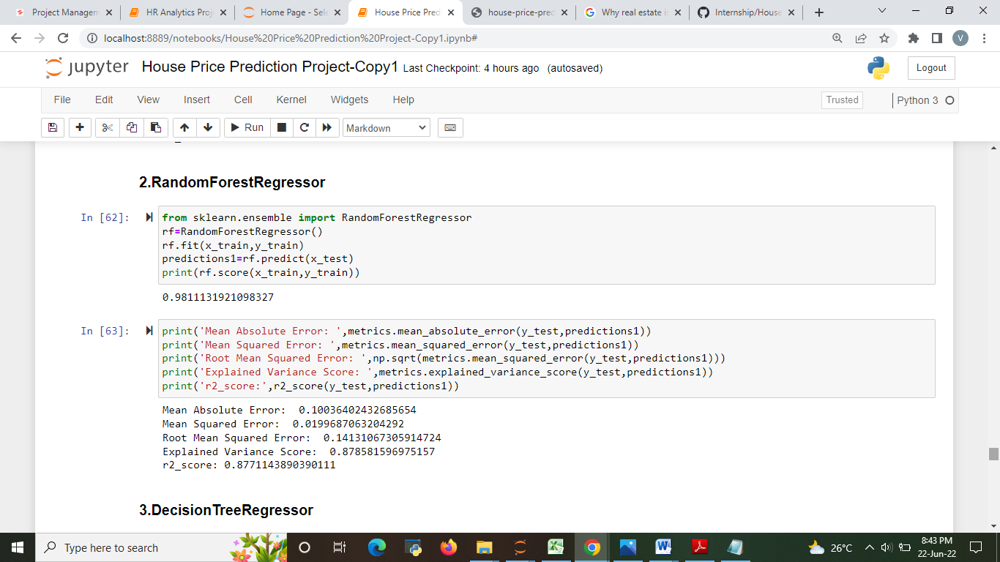 Project Managem
HR Analytics Proj
Home Page - Sele
House Price Pred
house-price-pred
Why real estate is
Internship/House
localhost:8889/notebooks/House%20Price%20Prediction%20Project-Copy1.ipynb#
V
jupyter House Price Prediction Project-Copy1 Last Checkpoint: 4 hours ago (autosaved)
Logout
File Edit View Insert Cell Kernel Widgets Help
Trusted
Python 3
Run
Markdown
2.RandomForestRegressor
In [62]:
from sklearn.ensemble import RandomForestRegressor
rf=RandomForestRegressor()
rf.fit(x_train,y_train)
predictions1=rf.predict(x_test)
print(rf.score(x_train,y_train))
0.9811131921098327
In [63]:
print('Mean Absolute Error: ',metrics.mean_absolute_error(y_test,predictions1))
print('Mean Squared Error: ',metrics.mean_squared_error(y_test,predictions1))
print('Root Mean Squared Error: ',np.sqrt(metrics.mean_squared_error(y_test,predictions1)))
print('Explained Variance Score: ',metrics.explained_variance_score(y_test,predictions1))
print('r2_score:',r2_score(y_test,predictions1))
Mean Absolute Error:  0.10036402432685654
Mean Squared Error:  0.0199687063204292
Root Mean Squared Error:  0.14131067305914724
Explained Variance Score:  0.878581596975157
r2_score: 0.8771143890390111
3.DecisionTreeRegressor
Type here to search
26°C
8:43 PM
22-Jun-22